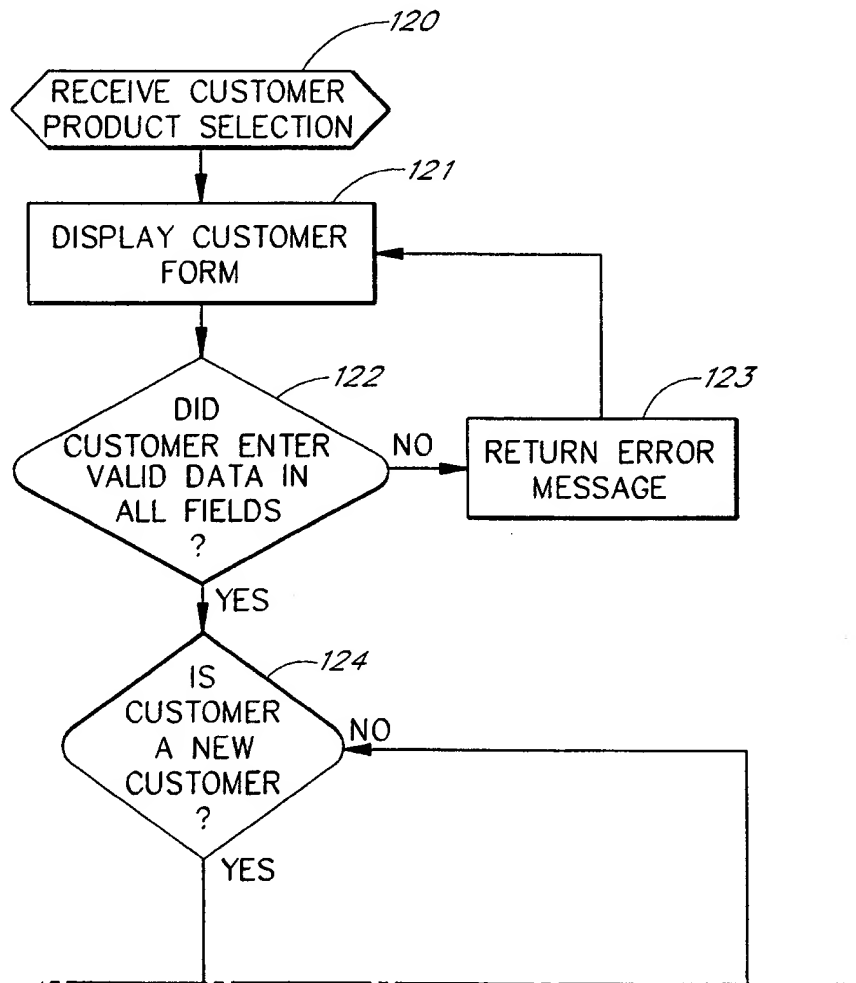 120
RECEIVE CUSTOMER
PRODUCT SELECTION
121
DISPLAY CUSTOMER
FORM
122
DID
CUSTOMER ENTER
VALID DATA IN
ALL FIELDS
?
NO
123
RETURN ERROR
MESSAGE
YES
124
IS
CUSTOMER
A NEW
CUSTOMER
?
NO
YES